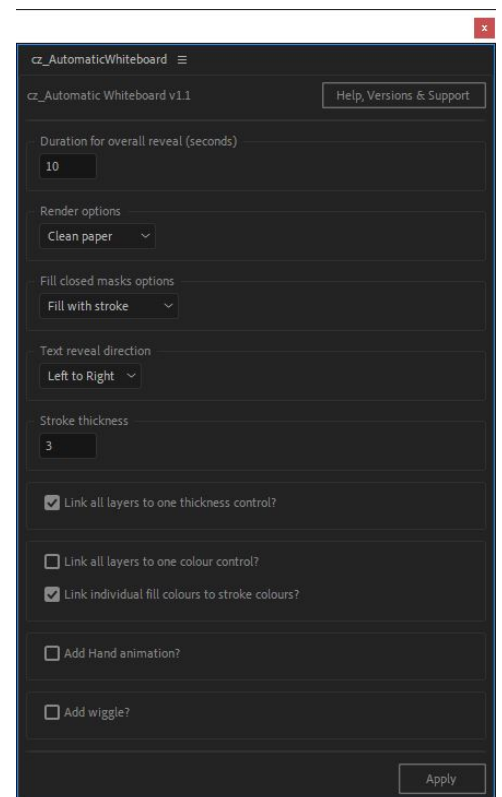 x
cz_AutomaticWhiteboard ≡
cz_Automatic Whiteboard v1.1
Help, Versions & Support
Duration for overall reveal (seconds)
10
Render options
Clean paper
Fill closed masks options
Fill with stroke
Text reveal direction
Left to Right
Stroke thickness
3
Link all layers to one thickness control?
Link all layers to one colour control?
Link individual fill colours to stroke colours?
Add Hand animation?
Add wiggle?
Apply